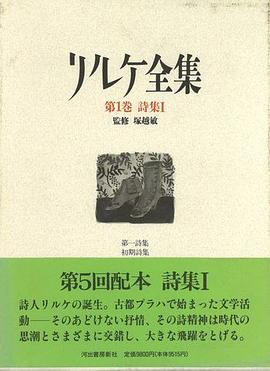 リルケ全集
第1巻 詩集I
監修 塚越敏
第一詩集
初期詩集
第5回配本 詩集I
詩人リルケの誕生。古都プラハで始まった文学活
動──そのあどけない抒情、その詩精神は時代の
思潮とさまざまに交錯し、大きな飛躍をとげる。
河出書房新社 定価9800円(本体9515円)